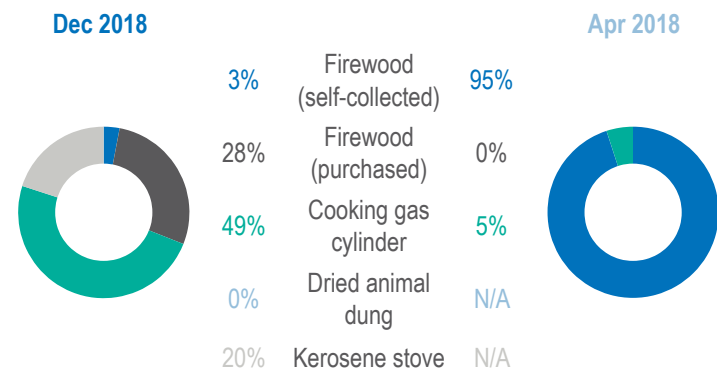 Dec 2018
Apr 2018
3%
Firewood
(self-collected)
95%
28%
Firewood
(purchased)
0%
49%
Cooking gas
cylinder
5%
0%
Dried animal
dung
N/A
20%
Kerosene stove
N/A